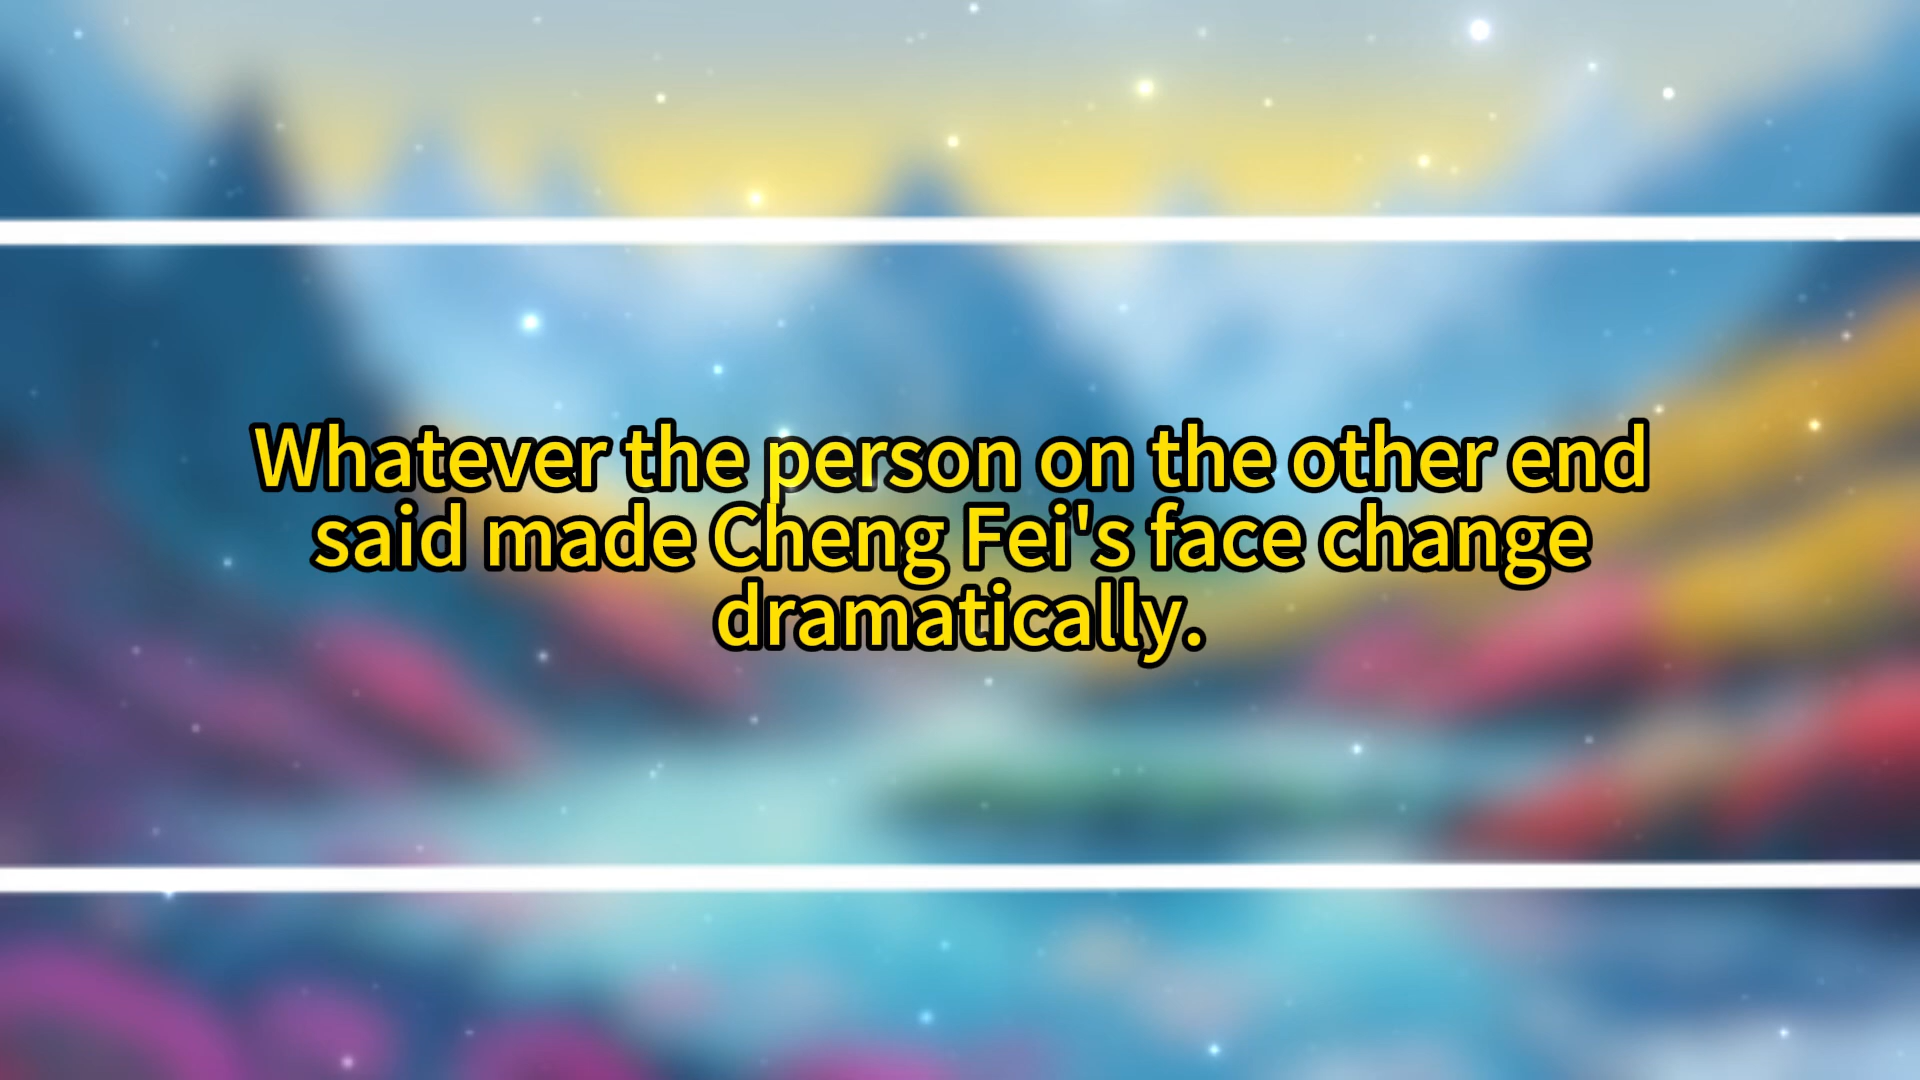 Whatever the person on the other end
said made Cheng Fei's face change
dramatically.